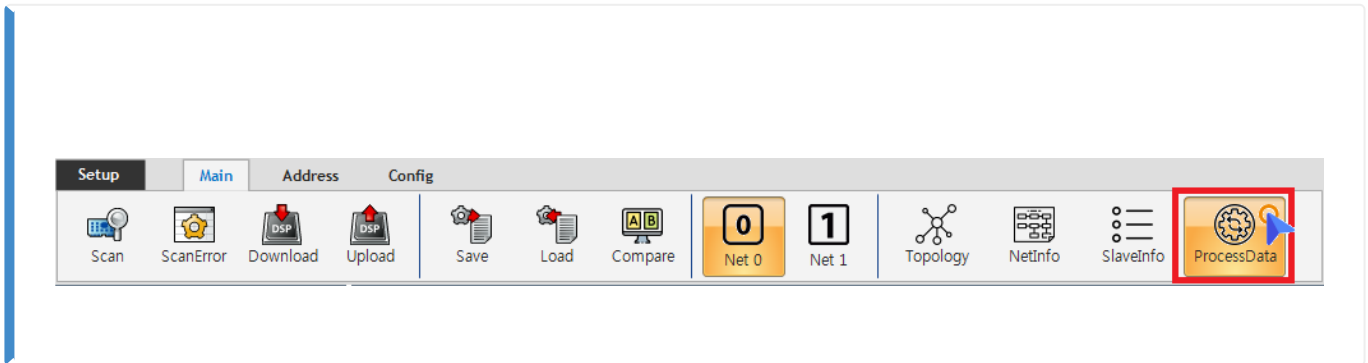 Setup Main Address Config
DSP DSP A B 0 1
Scan ScanError Download Upload Save Load Compare Net 0 Net 1 Topology NetInfo SlaveInfo ProcessData